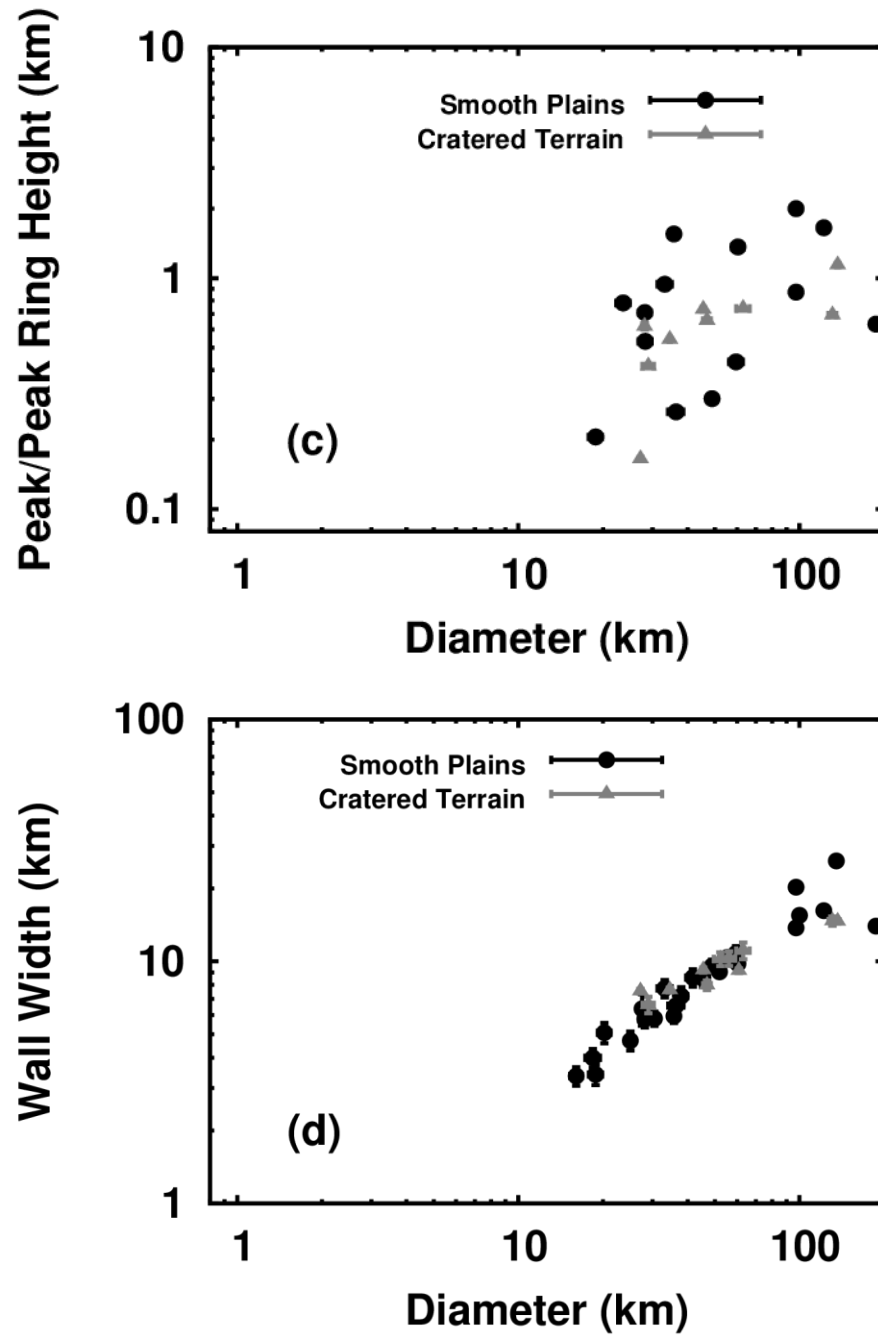 Peak/Peak Ring Height (km)
10
1
0.1
Smooth Plains
Cratered Terrain
(c)
1 10 100
Diameter (km)
Wall Width (km)
100
10
1
Smooth Plains
Cratered Terrain
(d)
1 10 100
Diameter (km)